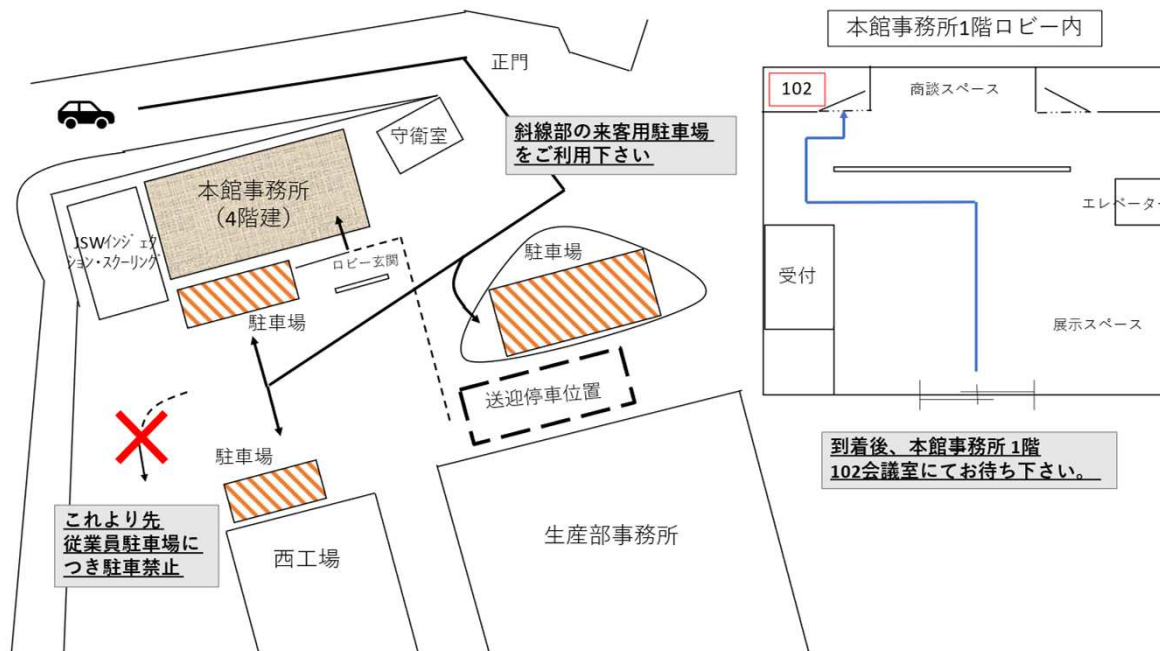 本館事務所1階ロビー内
正門
守衛室
斜線部の来客用駐車場
をご利用下さい
本館事務所
（4階建）
JSWｲﾝｼﾞｪｸ
ｼｮﾝ・ｽｸｰﾘﾝｸﾞ
ロビー玄関
駐車場
駐車場
送迎停車位置
駐車場
これより先
従業員駐車場に
つき駐車禁止
西工場
生産部事務所
102
商談スペース
エレベーター
受付
展示スペース
到着後、本館事務所 1階
102会議室にてお待ち下さい。